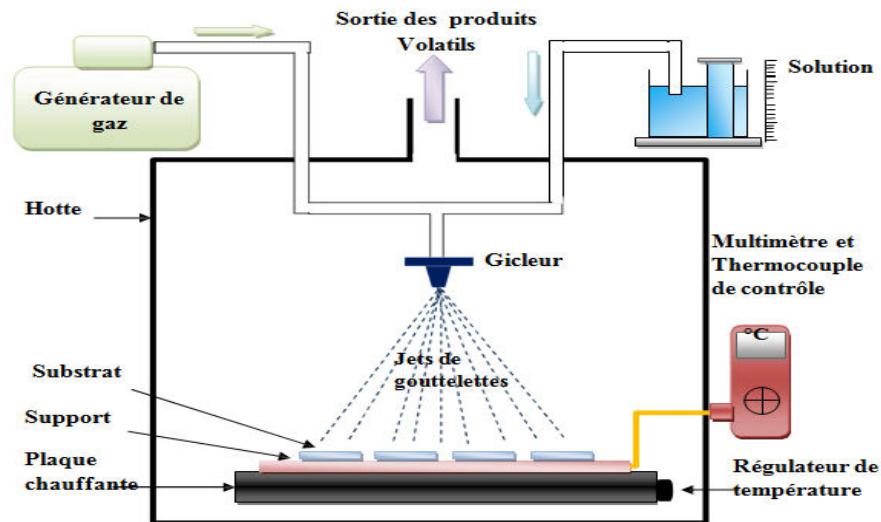 Sortie des produits
Volatils
Générateur de
gaz
Solution
Hotte
Gicleur
Multimètre et
Thermocouple
de contrôle
°C
Jets de
gouttelettes
Substrat
Support
Plaque
chauffante
Régulateur de
température